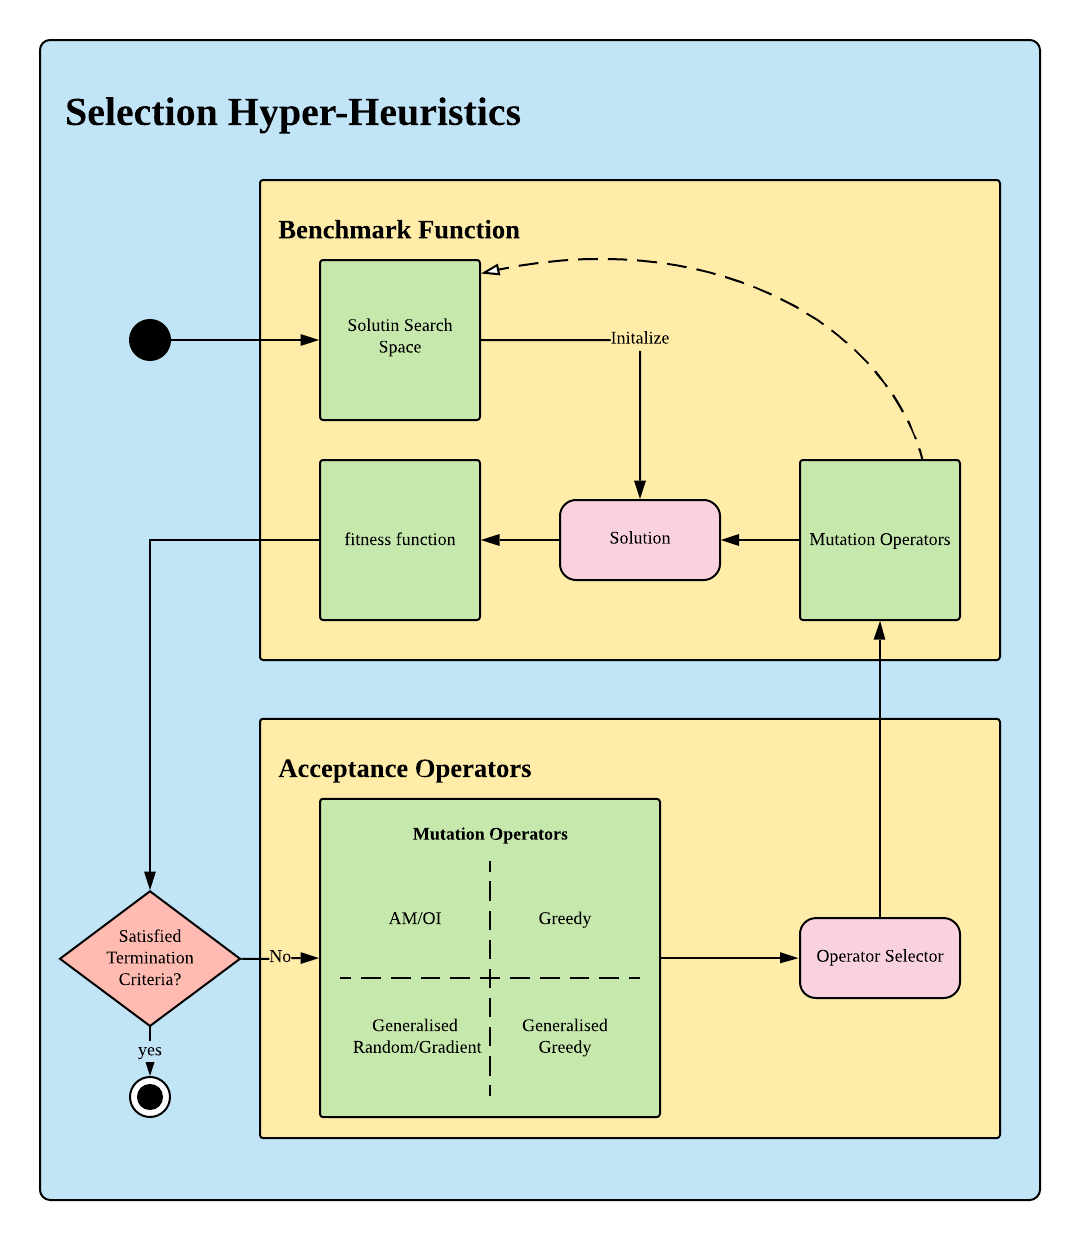 Selection Hyper-Heuristics
Benchmark Function
Solutin Search
Space
Initalize
fitness function
Solution
Mutation Operators
Acceptance Operators
Mutation Operators
AM/OI
Greedy
Generalised
Random/Gradient
Generalised
Greedy
Operator Selector
Satisfied
Termination
Criteria?
No
yes